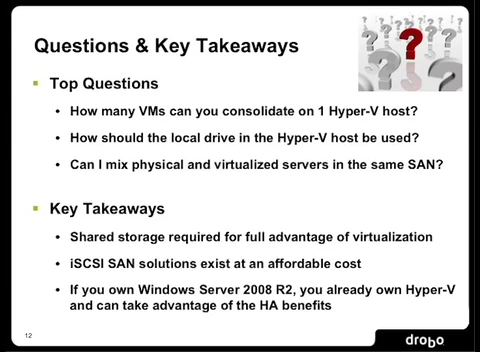 Questions & Key Takeaways
Top Questions
• How many VMs can you consolidate on 1 Hyper-V host?
• How should the local drive in the Hyper-V host be used?
• Can I mix physical and virtualized servers in the same SAN?
Key Takeaways
• Shared storage required for full advantage of virtualization
• iSCSI SAN solutions exist at an affordable cost
• If you own Windows Server 2008 R2, you already own Hyper-V
and can take advantage of the HA benefits
12
drobo